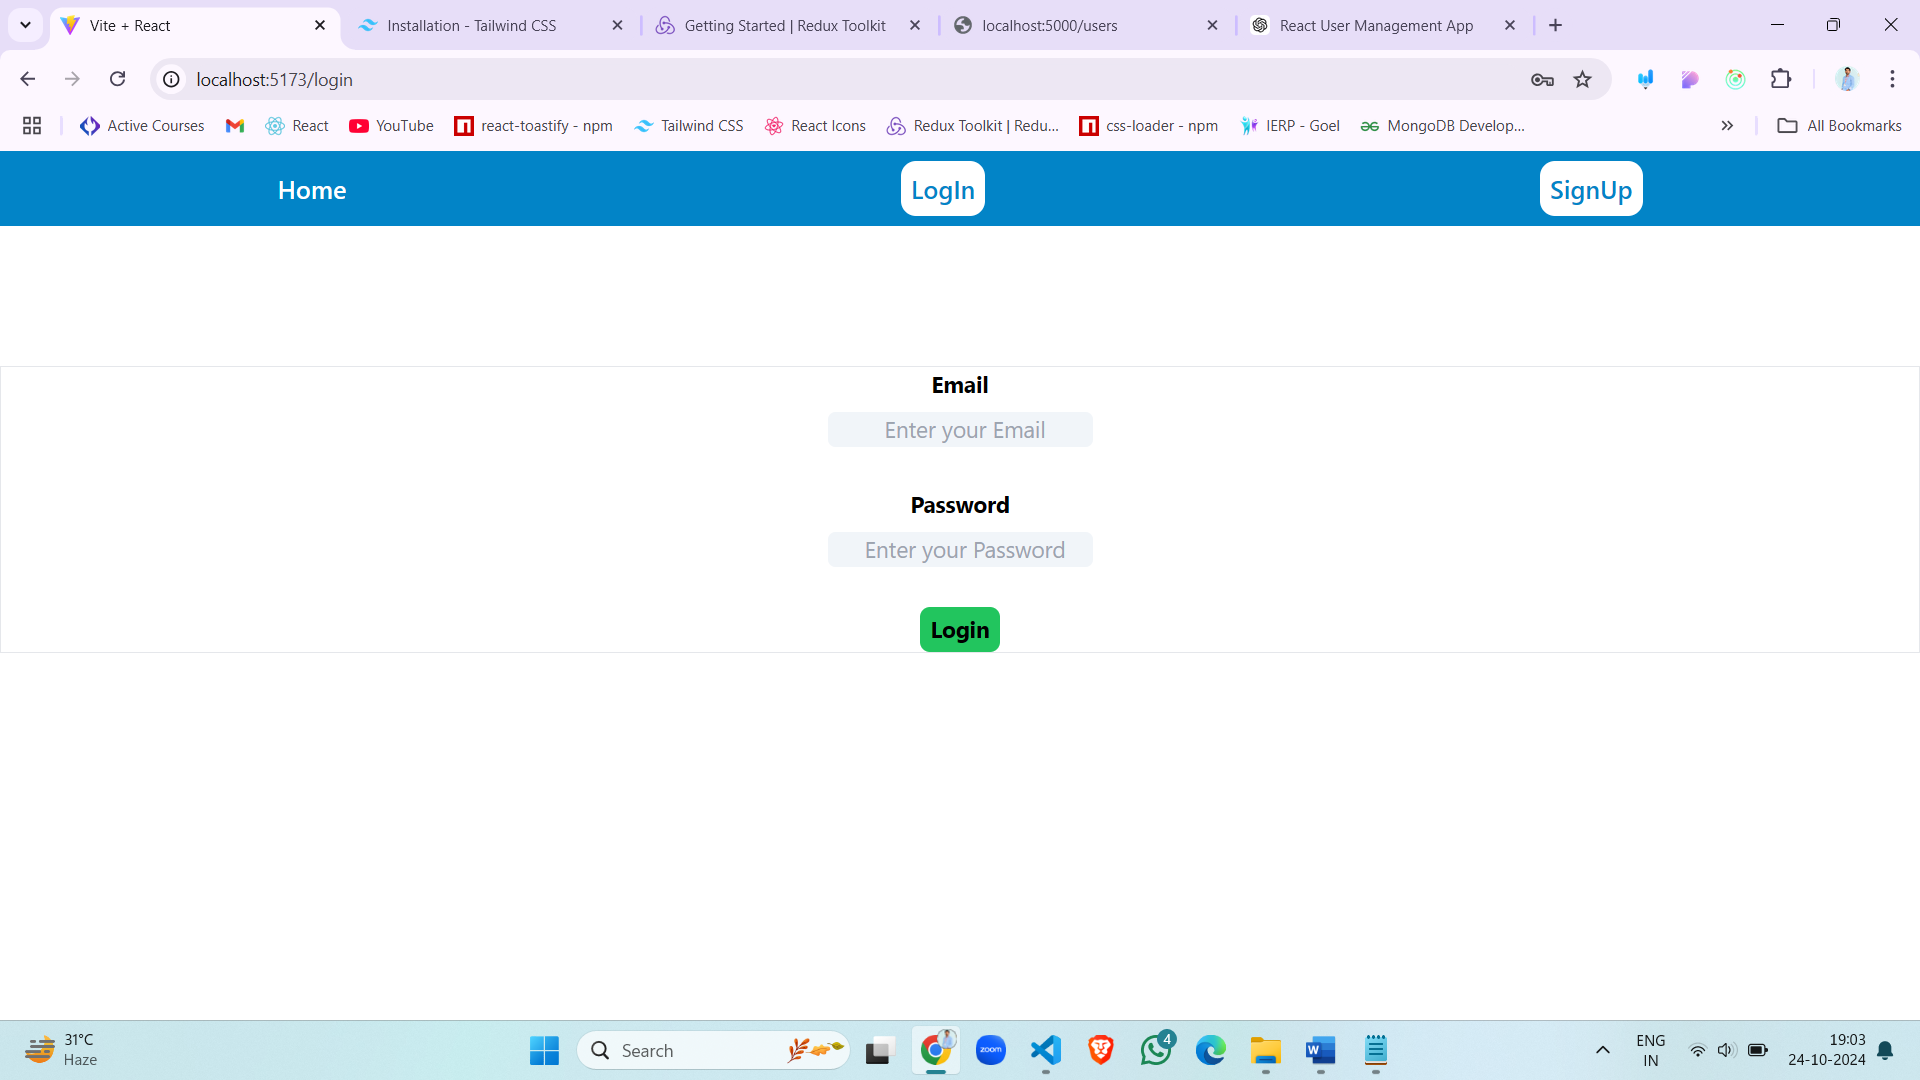 Vite + React
Installation - Tailwind CSS
Getting Started | Redux Toolkit
localhost:5000/users
React User Management App
localhost:5173/login
Active Courses
React
YouTube
react-toastify - npm
Tailwind CSS
React Icons
Redux Toolkit | Redu...
css-loader - npm
IERP - Goel
MongoDB Develop...
All Bookmarks
Home
LogIn
SignUp
Email
Enter your Email
Password
Enter your Password
Login
31°C
Haze
Search
zoom
W
4
ENG
IN
19:03
24-10-2024